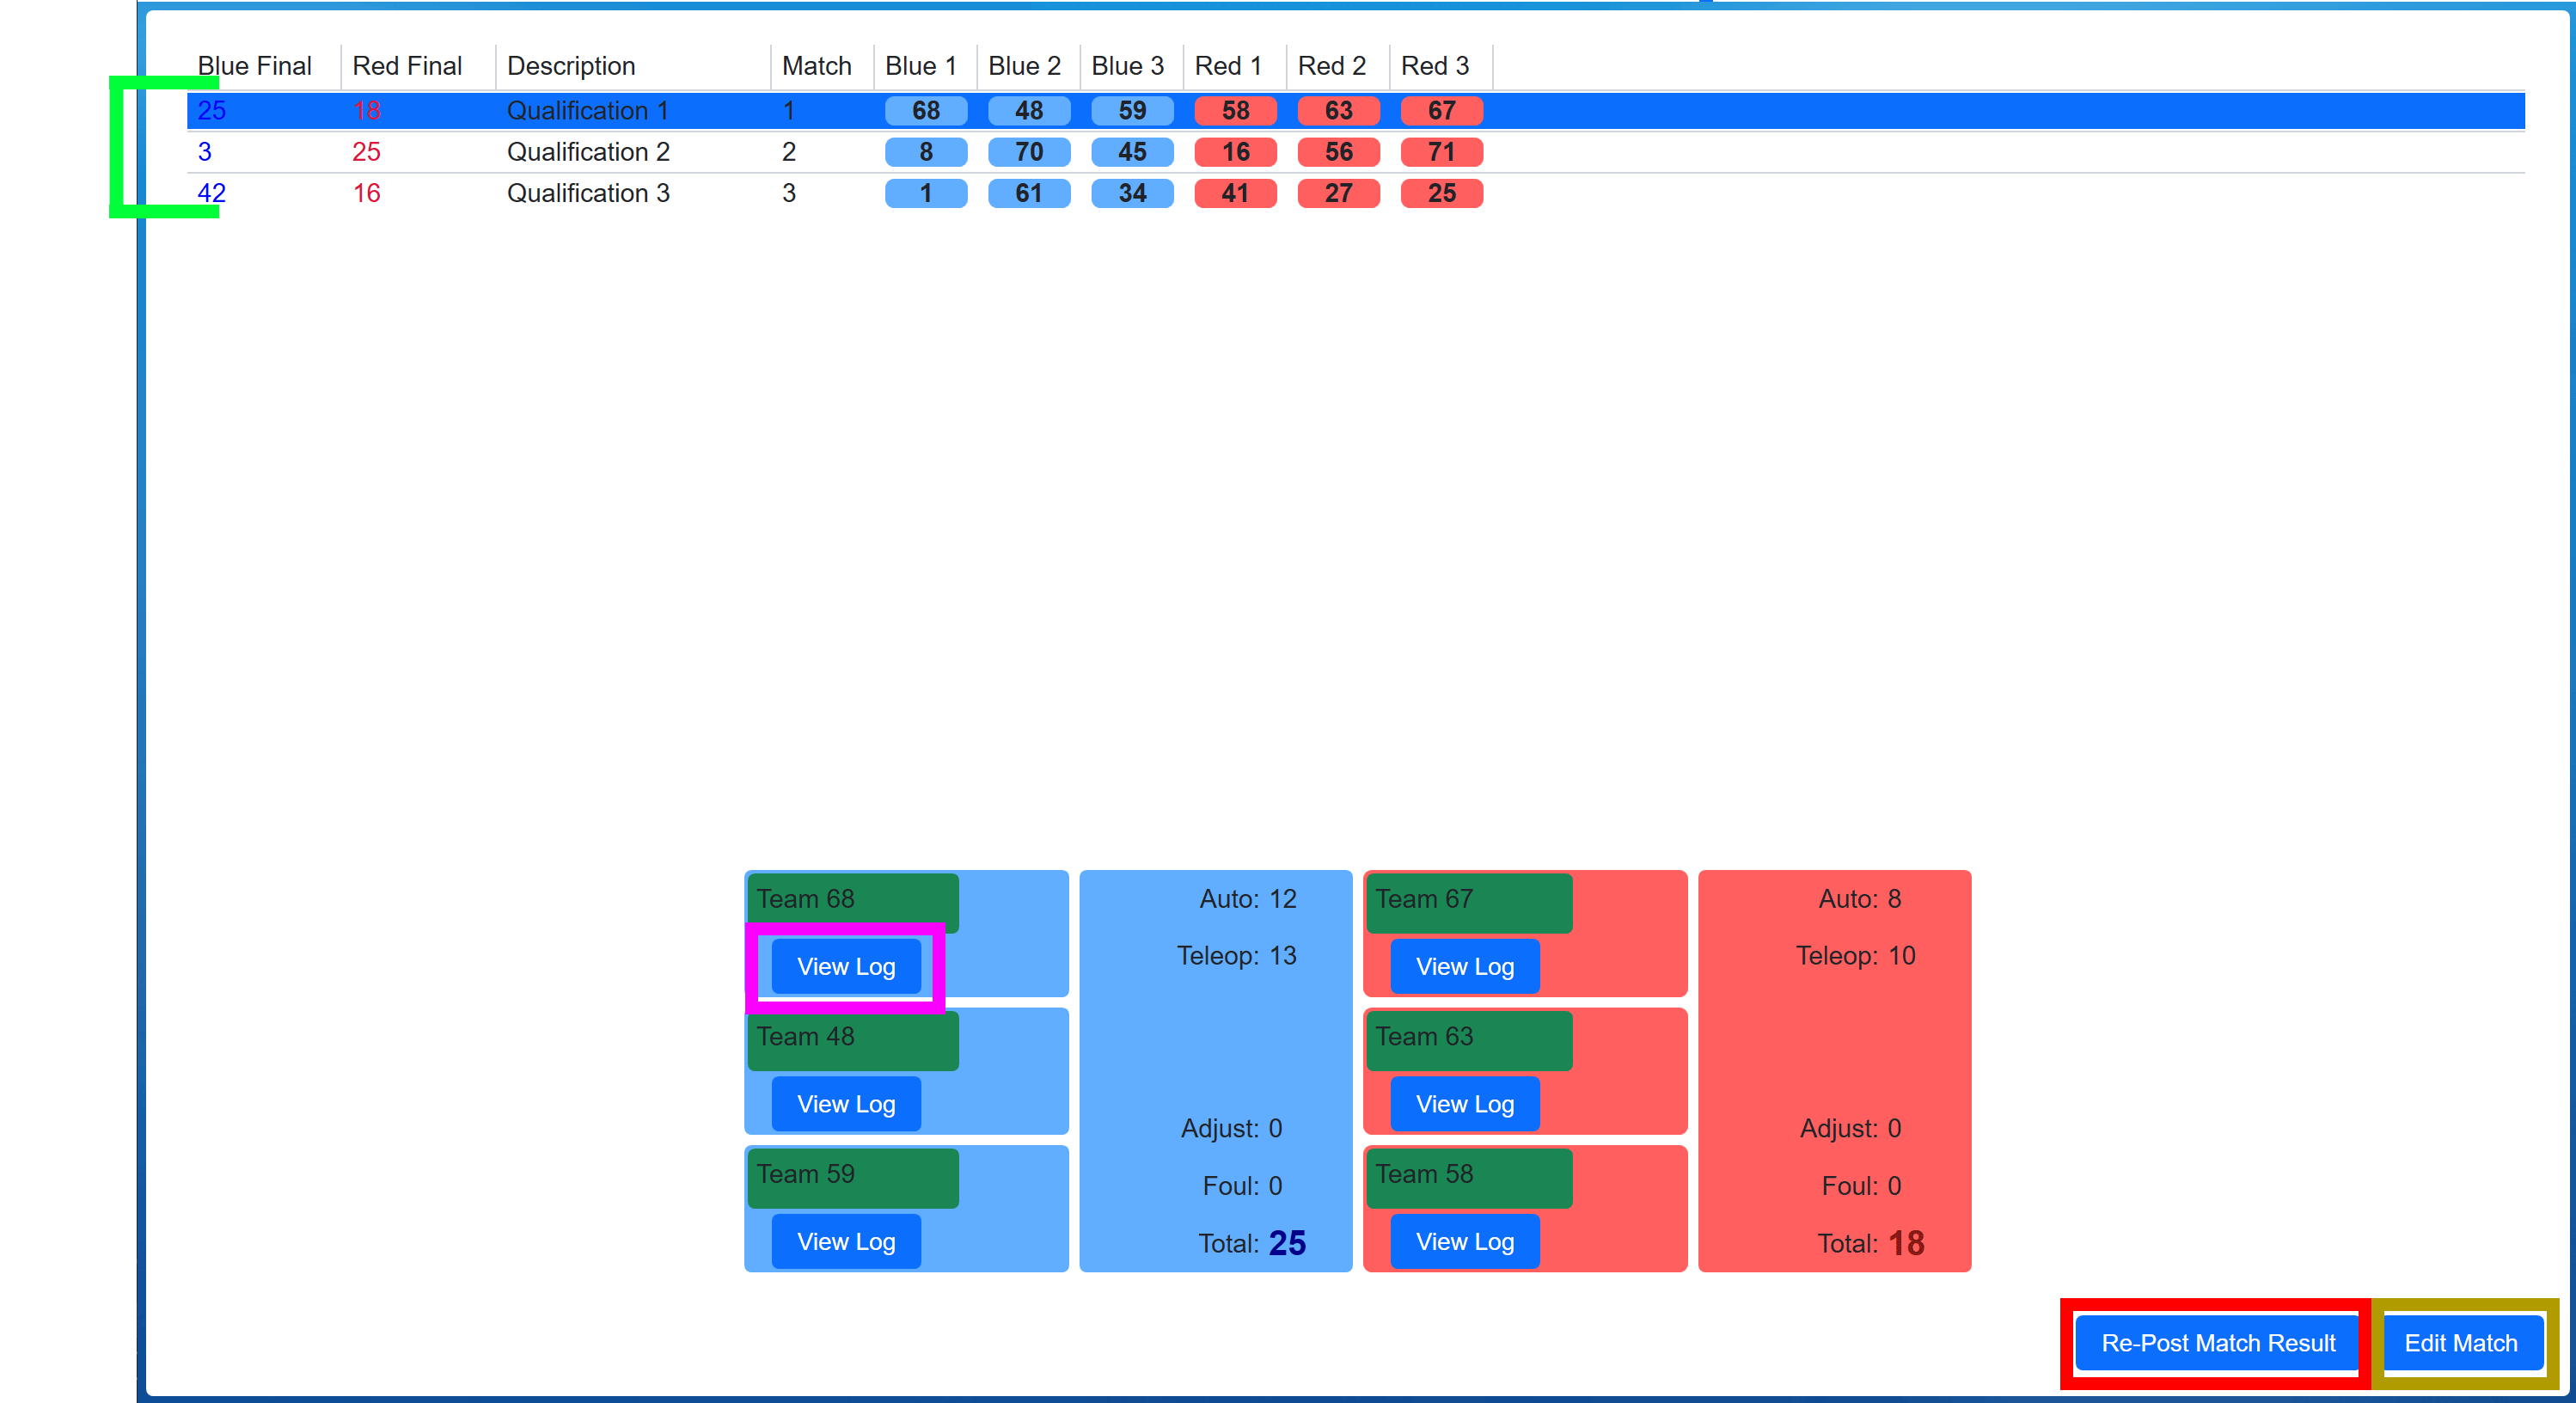 Blue Final Red Final Description Match Blue 1 Blue 2 Blue 3 Red 1 Red 2 Red 3
25 18 Qualification 1 1 68 48 59 58 63 67
3 25 Qualification 2 2 8 70 45 16 56 71
42 16 Qualification 3 3 1 61 34 41 27 25
Team 68
View Log
Team 48
View Log
Team 59
View Log
Auto: 12
Teleop: 13
Adjust: 0
Foul: 0
Total: 25
Team 67
View Log
Team 63
View Log
Team 58
View Log
Auto: 8
Teleop: 10
Adjust: 0
Foul: 0
Total: 18
Re-Post Match Result
Edit Match